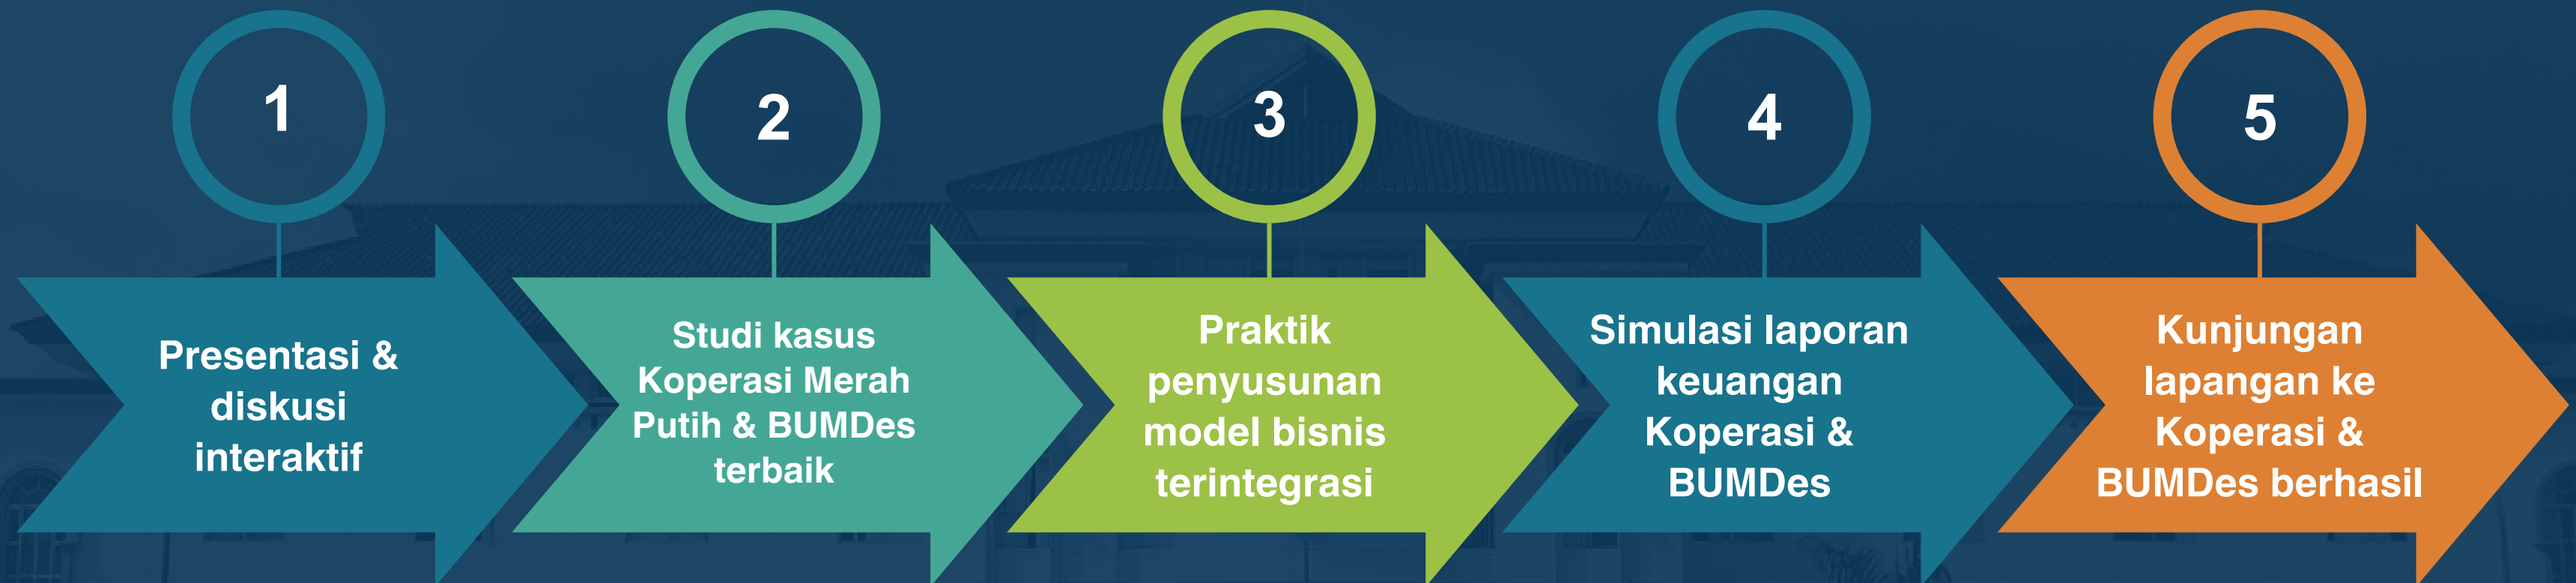 1
Presentasi &
diskusi
interaktif
2
Studi kasus
Koperasi Merah
Putih & BUMDes
terbaik
3
Praktik
penyusunan
model bisnis
terintegrasi
4
Simulasi laporan
keuangan
Koperasi &
BUMDes
5
Kunjungan
lapangan ke
Koperasi &
BUMDes berhasil